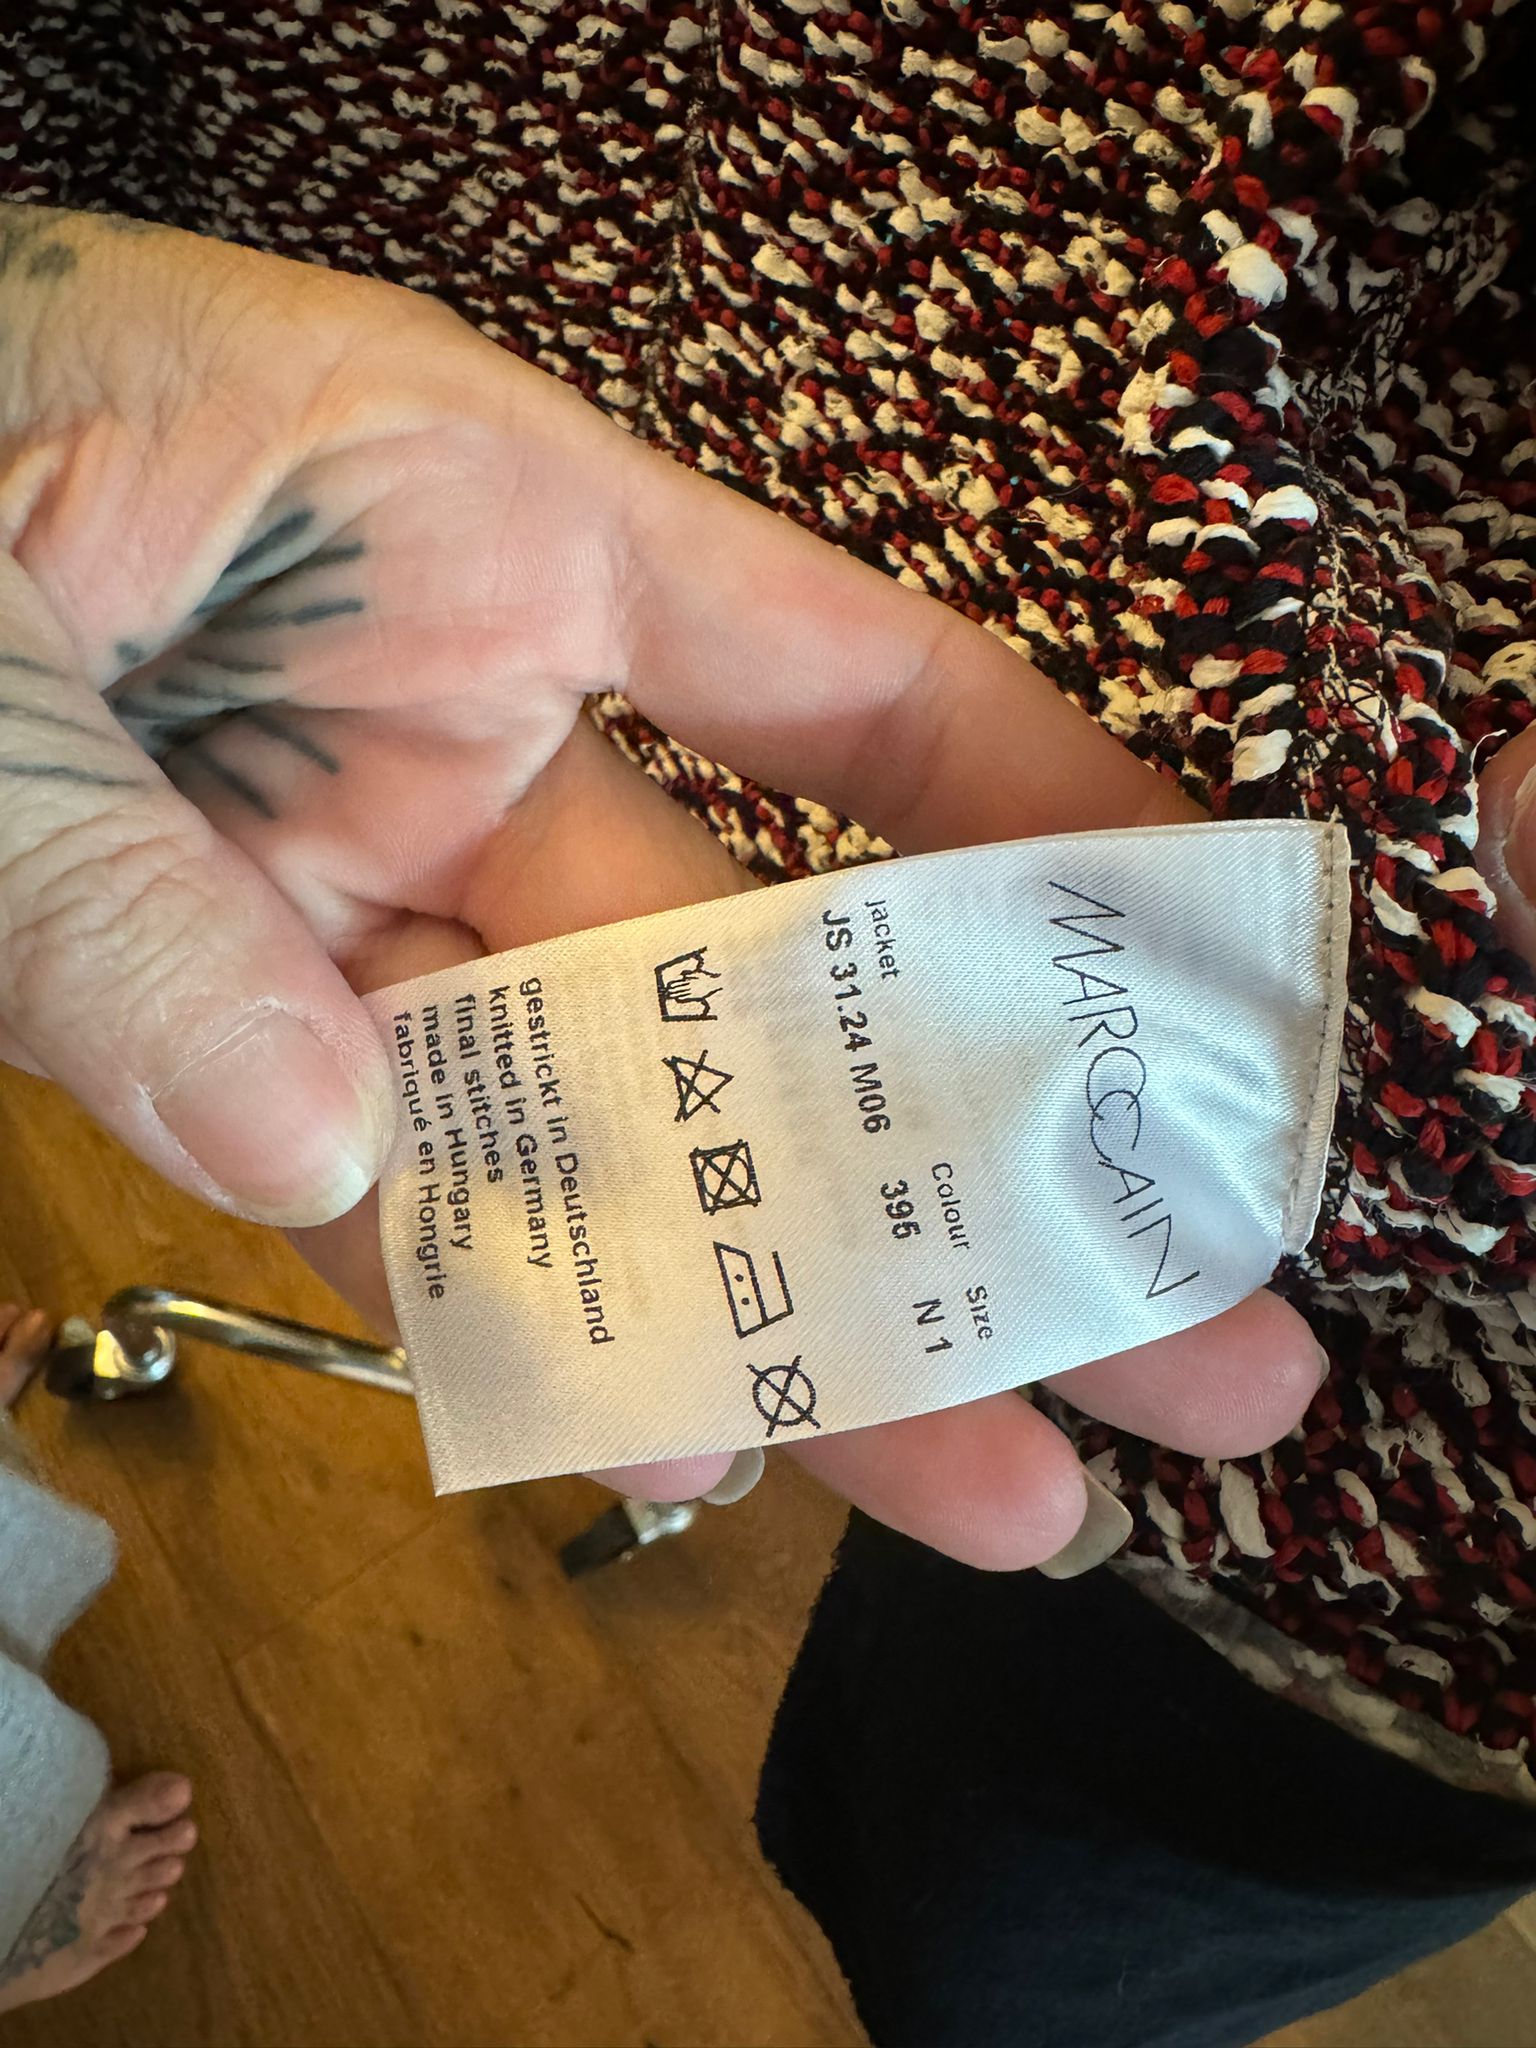 MARCCAIN
Jacket Colour Size
JS 31.24 M06 395 N 1
gestrickt in Deutschland
knitted in Germany
final stitches
made in Hungary
fabriqué en Hongrie